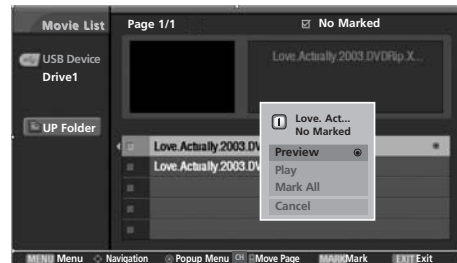 Movie List
Page 1/1
No Marked
USB Device
Drive1
Love.Actually.2003.DVDRip.X...
UP Folder
Love. Act...
No Marked
Love.Actually.2003.DV
Love.Actually.2003.DV
Preview
Play
Mark All
Cancel
MENU Menu Navigation Popup Menu CH Move Page MARK Mark EXIT Exit